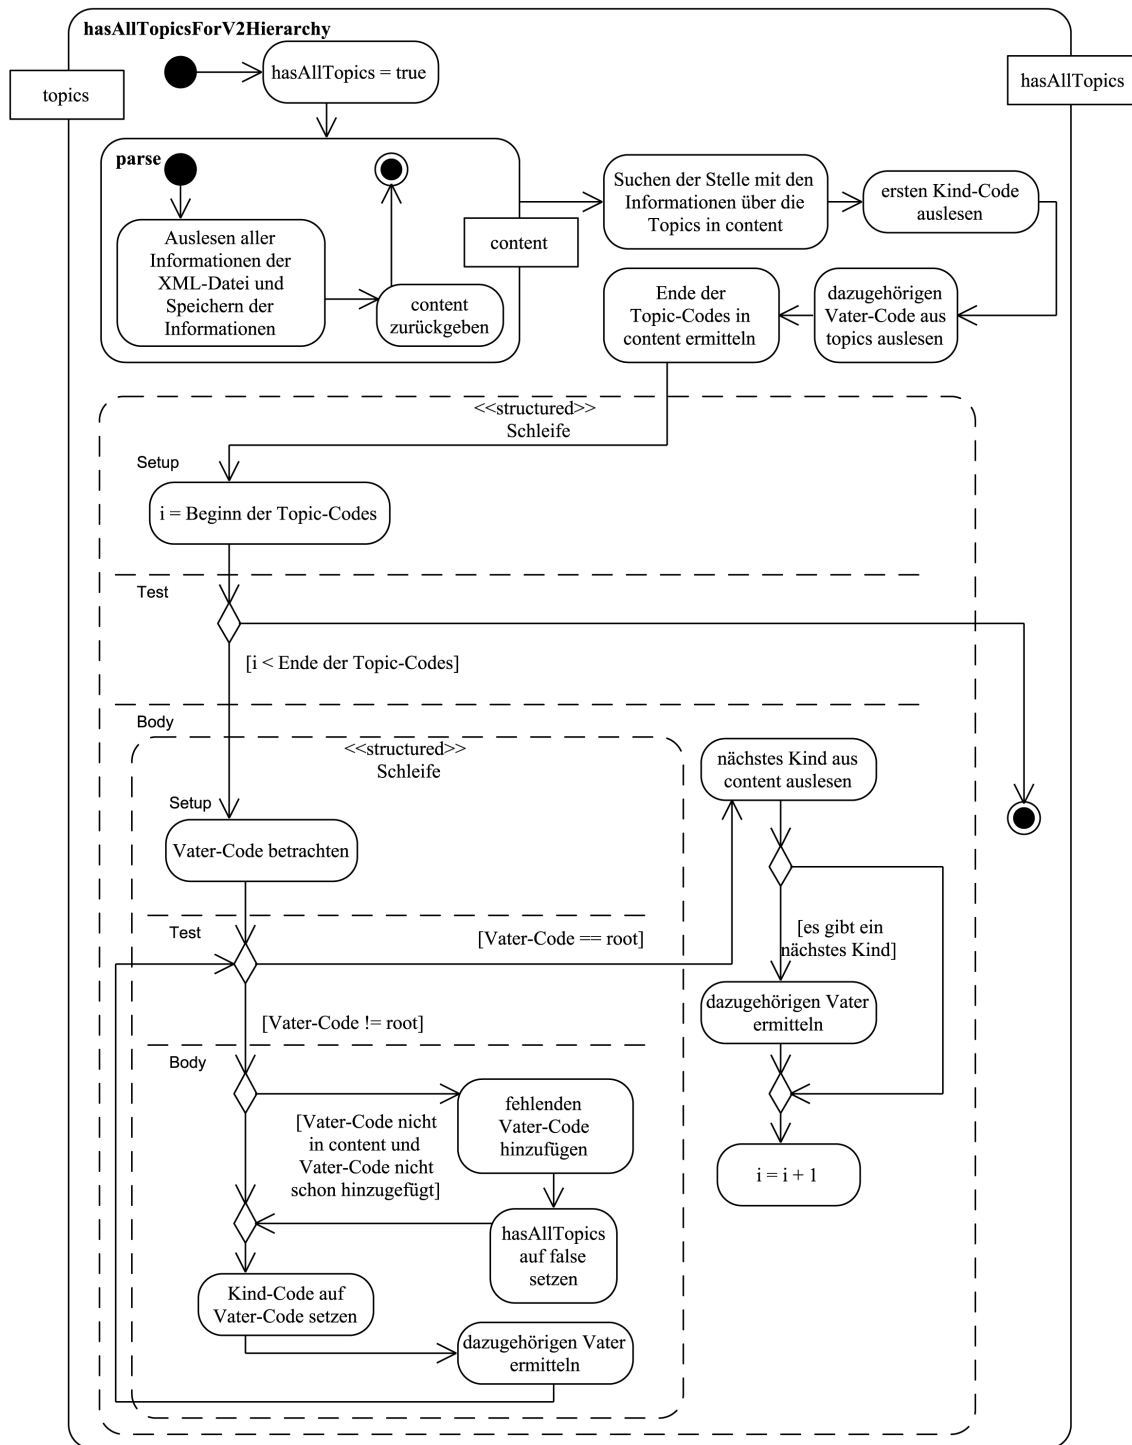 hasAllTopicsForV2Hierarchy
topics
hasAllTopics
hasAllTopics = true
parse
Auslesen aller
Informationen der
XML-Datei und
Speichern der
Informationen
content
zurückgeben
content
Suchen der Stelle mit den
Informationen über die
Topics in content
ersten Kind-Code
auslesen
dazugehörigen
Vater-Code aus
topics auslesen
Ende der
Topic-Codes in
content ermitteln
<<structured>>
Schleife
Setup
i = Beginn der Topic-Codes
Test
[i < Ende der Topic-Codes]
Body
<<structured>>
Schleife
Setup
Vater-Code betrachten
Test
[Vater-Code == root]
[Vater-Code != root]
Body
[Vater-Code nicht
in content und
Vater-Code nicht
schon hinzugefügt]
fehlenden
Vater-Code
hinzufügen
hasAllTopics
auf false
setzen
Kind-Code auf
Vater-Code setzen
dazugehörigen Vater
ermitteln
nächstes Kind aus
content auslesen
[es gibt ein
nächstes Kind]
dazugehörigen Vater
ermitteln
i = i + 1